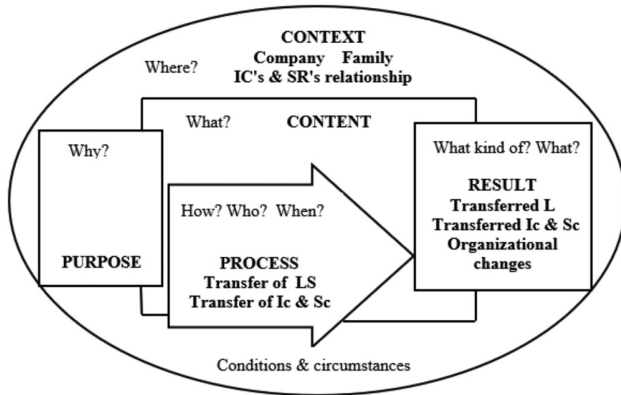 CONTEXT
Company Family
IC's & SR's relationship
Where?
What? CONTENT
Why?
PURPOSE
How? Who? When?
PROCESS
Transfer of LS
Transfer of Ic & Sc
What kind of? What?
RESULT
Transferred L
Transferred Ic & Sc
Organizational
changes
Conditions & circumstances